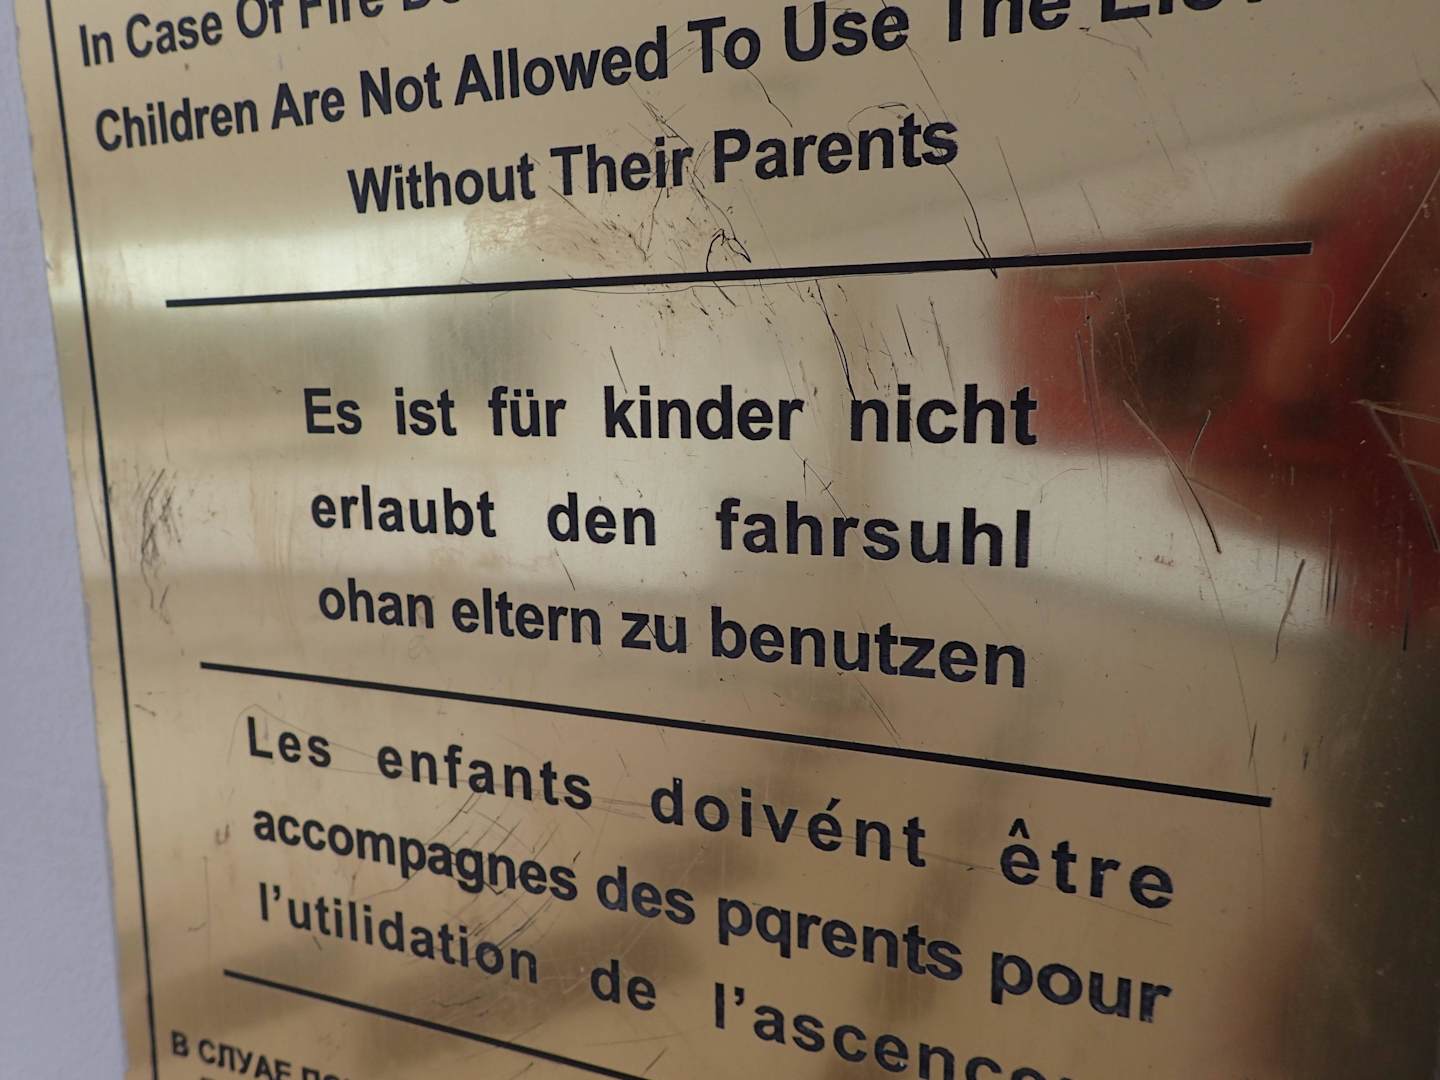 In Case Of Fire
Children Are Not Allowed To Use The
Without Their Parents
Es ist für kinder nicht
erlaubt den fahrsuhl
ohan eltern zu benutzen
Les enfants doivént être
accompagnes des pqrents pour
l'utilidation de l'ascenc
В СЛУАЕ